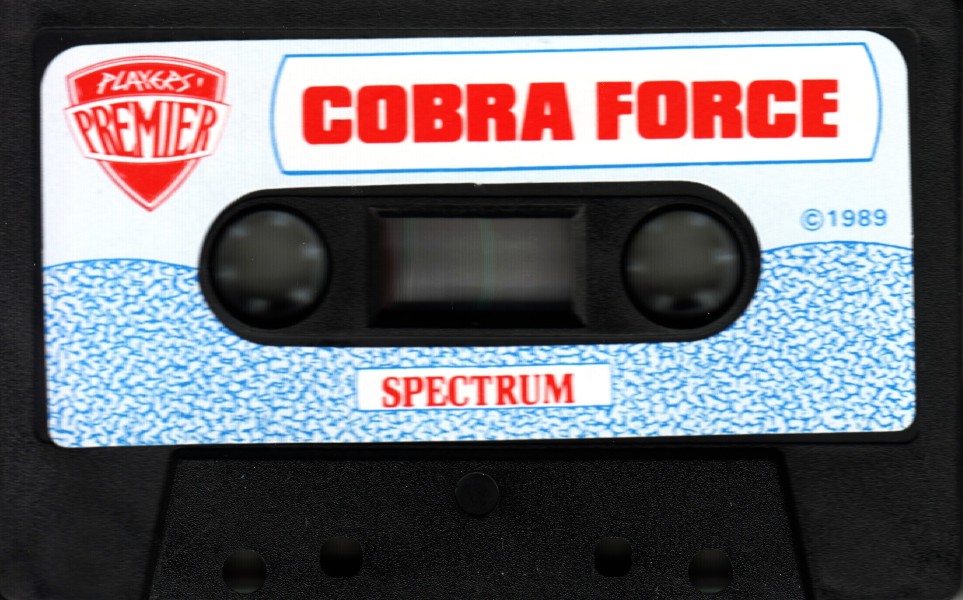 PLAYERS
PREMIER
COBRA FORCE
©1989
SPECTRUM